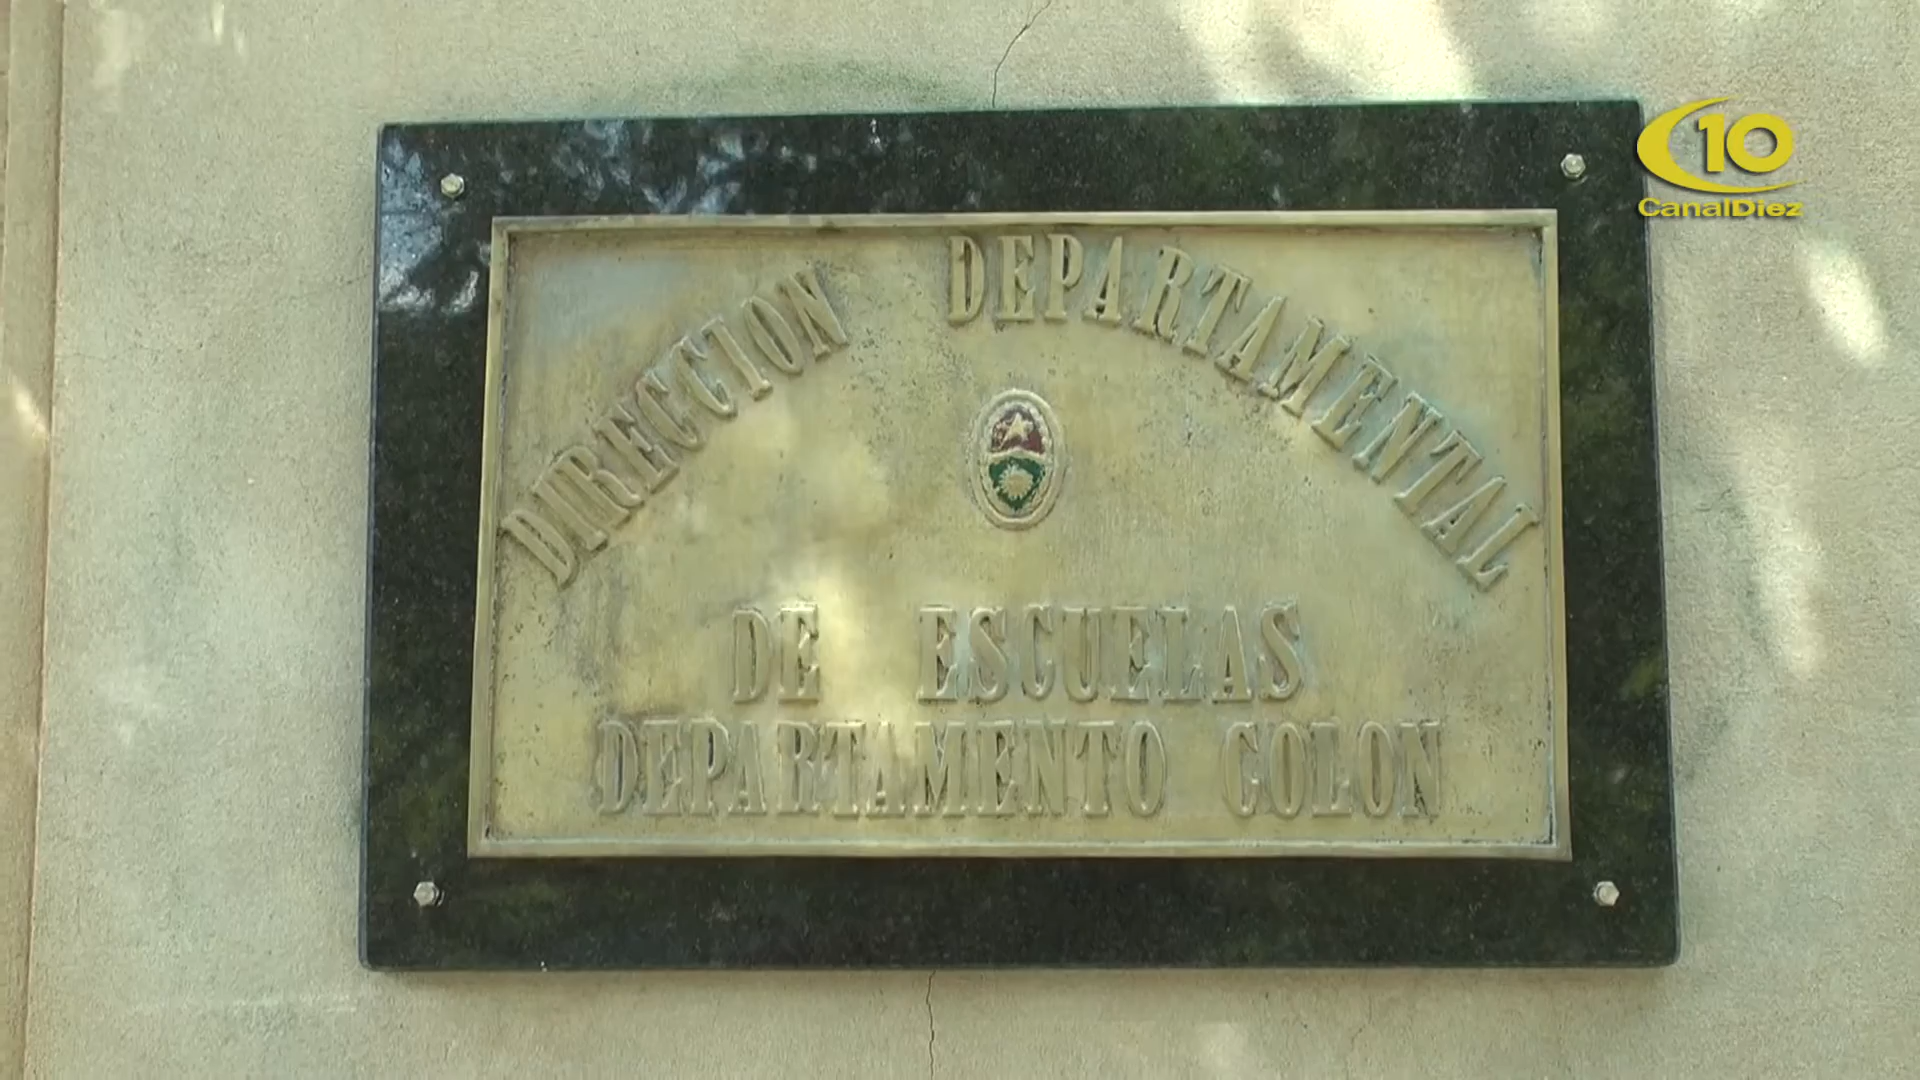 DIRECCION DEPARTAMENTAL
DE ESCUELAS
DEPARTAMENTO COLON
10
CanalDiez